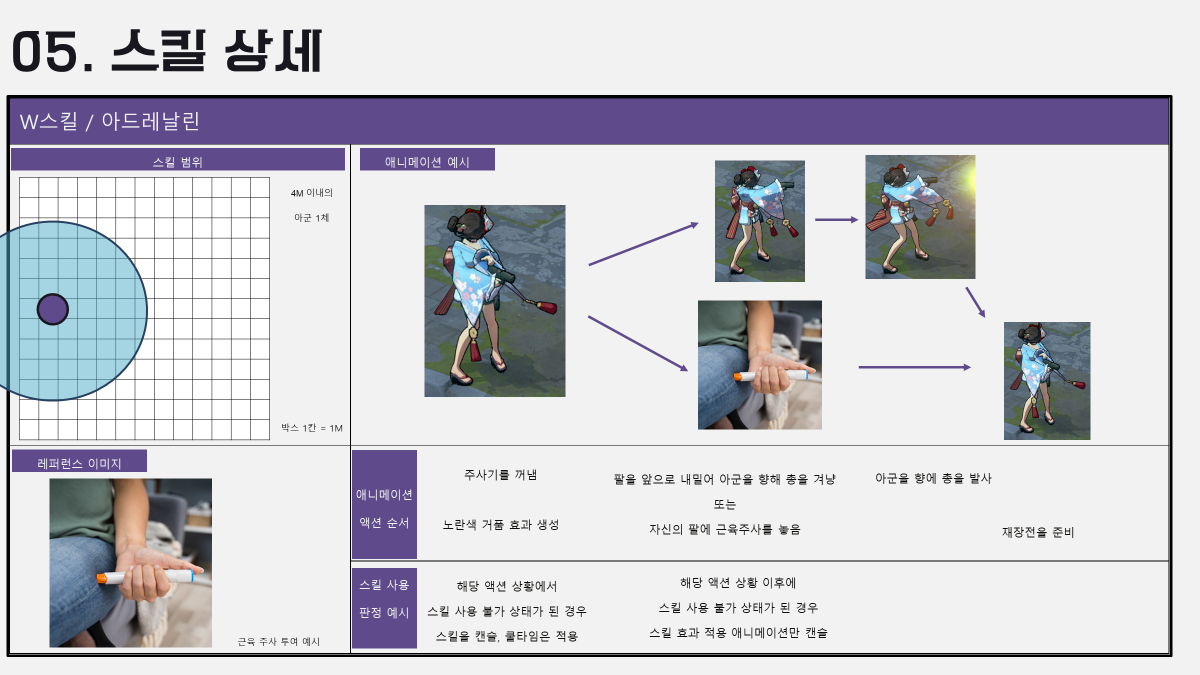 05. 스킬 상세
W스킬 / 아드레날린
스킬 범위
4M 이내의
아군 1체
박스 1칸 = 1M
애니메이션 예시
레퍼런스 이미지
근육 주사 투여 예시
애니메이션
액션 순서
주사기를 꺼냄
노란색 거품 효과 생성
팔을 앞으로 내밀어 아군을 향해 총을 겨냥
또는
자신의 팔에 근육주사를 놓음
아군을 향에 총을 발사
재장전을 준비
스킬 사용
판정 예시
해당 액션 상황에서
스킬 사용 불가 상태가 된 경우
스킬을 캔슬, 쿨타임은 적용
해당 액션 상황 이후에
스킬 사용 불가 상태가 된 경우
스킬 효과 적용 애니메이션만 캔슬